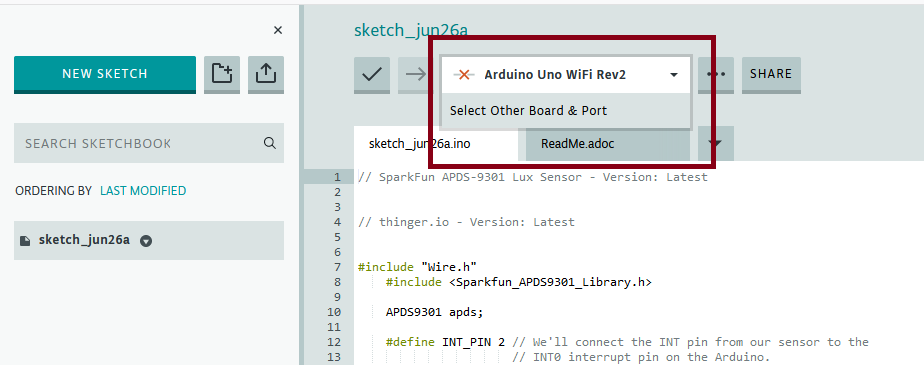 ×
NEW SKETCH
SEARCH SKETCHBOOK
ORDERING BY LAST MODIFIED
sketch_jun26a
sketch_jun26a
Arduino Uno WiFi Rev2
SHARE
Select Other Board & Port
sketch_jun26a.ino
ReadMe.adoc
1 // SparkFun APDS-9301 Lux Sensor - Version: Latest
2
3
4 // thinger.io - Version: Latest
5
6
7 #include "Wire.h"
8 #include <Sparkfun_APDS9301_Library.h>
9
10 APDS9301 apds;
11
12 #define INT_PIN 2 // We'll connect the INT pin from our sensor to the
13 // INT0 interrupt pin on the Arduino.